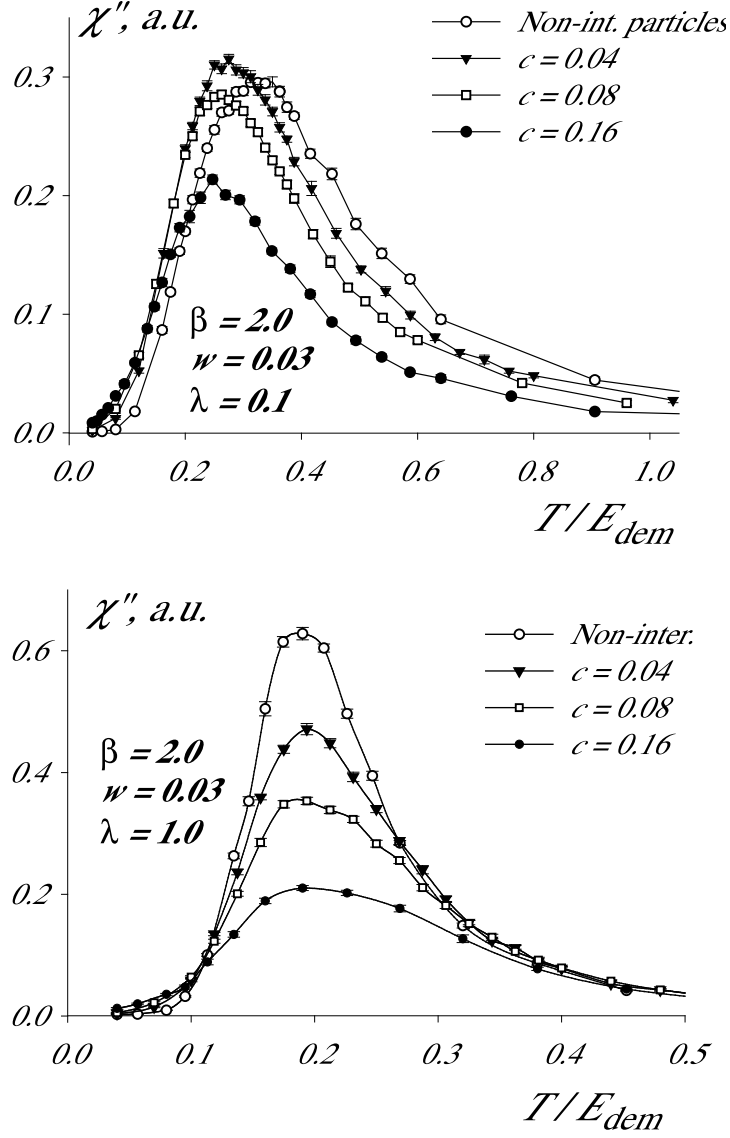 χ″, a.u.
Non-int. particles
c = 0.04
c = 0.08
c = 0.16
0.3
0.2
0.1
0.0
β = 2.0
w = 0.03
λ = 0.1
0.0 0.2 0.4 0.6 0.8 1.0
T / E_dem
χ″, a.u.
Non-inter.
c = 0.04
c = 0.08
c = 0.16
0.6
0.4
0.2
0.0
β = 2.0
w = 0.03
λ = 1.0
0.0 0.1 0.2 0.3 0.4 0.5
T / E_dem